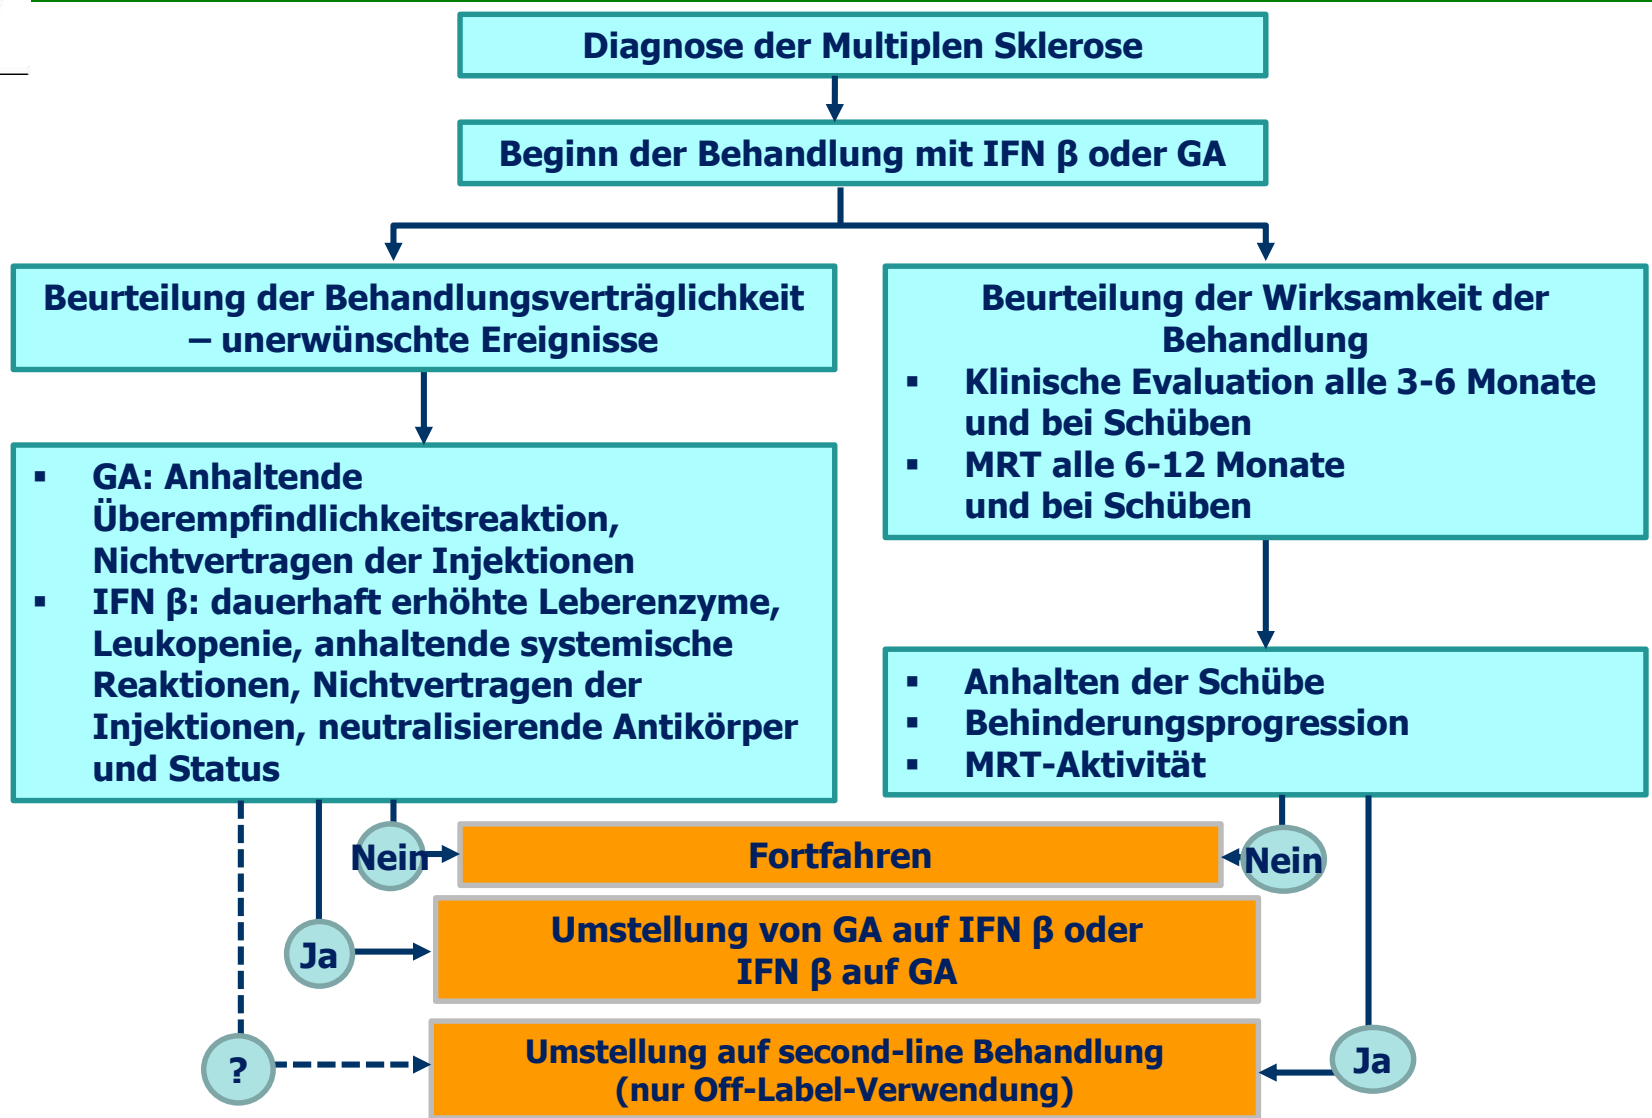 Diagnose der Multiplen Sklerose
Beginn der Behandlung mit IFN β oder GA
Beurteilung der Behandlungsverträglichkeit
– unerwünschte Ereignisse
Beurteilung der Wirksamkeit der
Behandlung
▪ Klinische Evaluation alle 3-6 Monate
und bei Schüben
▪ MRT alle 6-12 Monate
und bei Schüben
▪ GA: Anhaltende
Überempfindlichkeitsreaktion,
Nichtvertragen der Injektionen
▪ IFN β: dauerhaft erhöhte Leberenzyme,
Leukopenie, anhaltende systemische
Reaktionen, Nichtvertragen der
Injektionen, neutralisierende Antikörper
und Status
▪ Anhalten der Schübe
▪ Behinderungsprogression
▪ MRT-Aktivität
Nein
Fortfahren
Nein
Ja
Umstellung von GA auf IFN β oder
IFN β auf GA
?
Umstellung auf second-line Behandlung
(nur Off-Label-Verwendung)
Ja